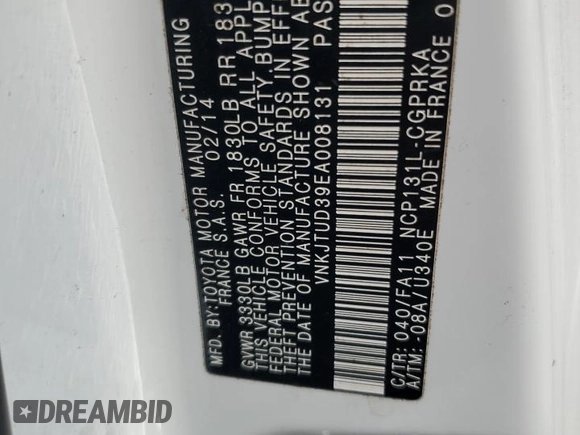 MFD. BY:TOYOTA MOTOR MANUFACTURING
FRANCE S.A.S. 02/14
GVWR 3330LB GAWR FR 1830LB RR 183
THIS VEHICLE CONFORMS TO ALL APPL
FEDERAL MOTOR VEHICLE SAFETY, BUMP
THEFT PREVENTION STANDARDS IN EFF
THE DATE OF MANUFACTURE SHOWN AB
VNKJTUD39EA008131 PAS
C/TR: 040/FA11 NCP131L-CGPRKA
A/TM: -08A/U340E MADE IN FRANCE 0
DREAMBID